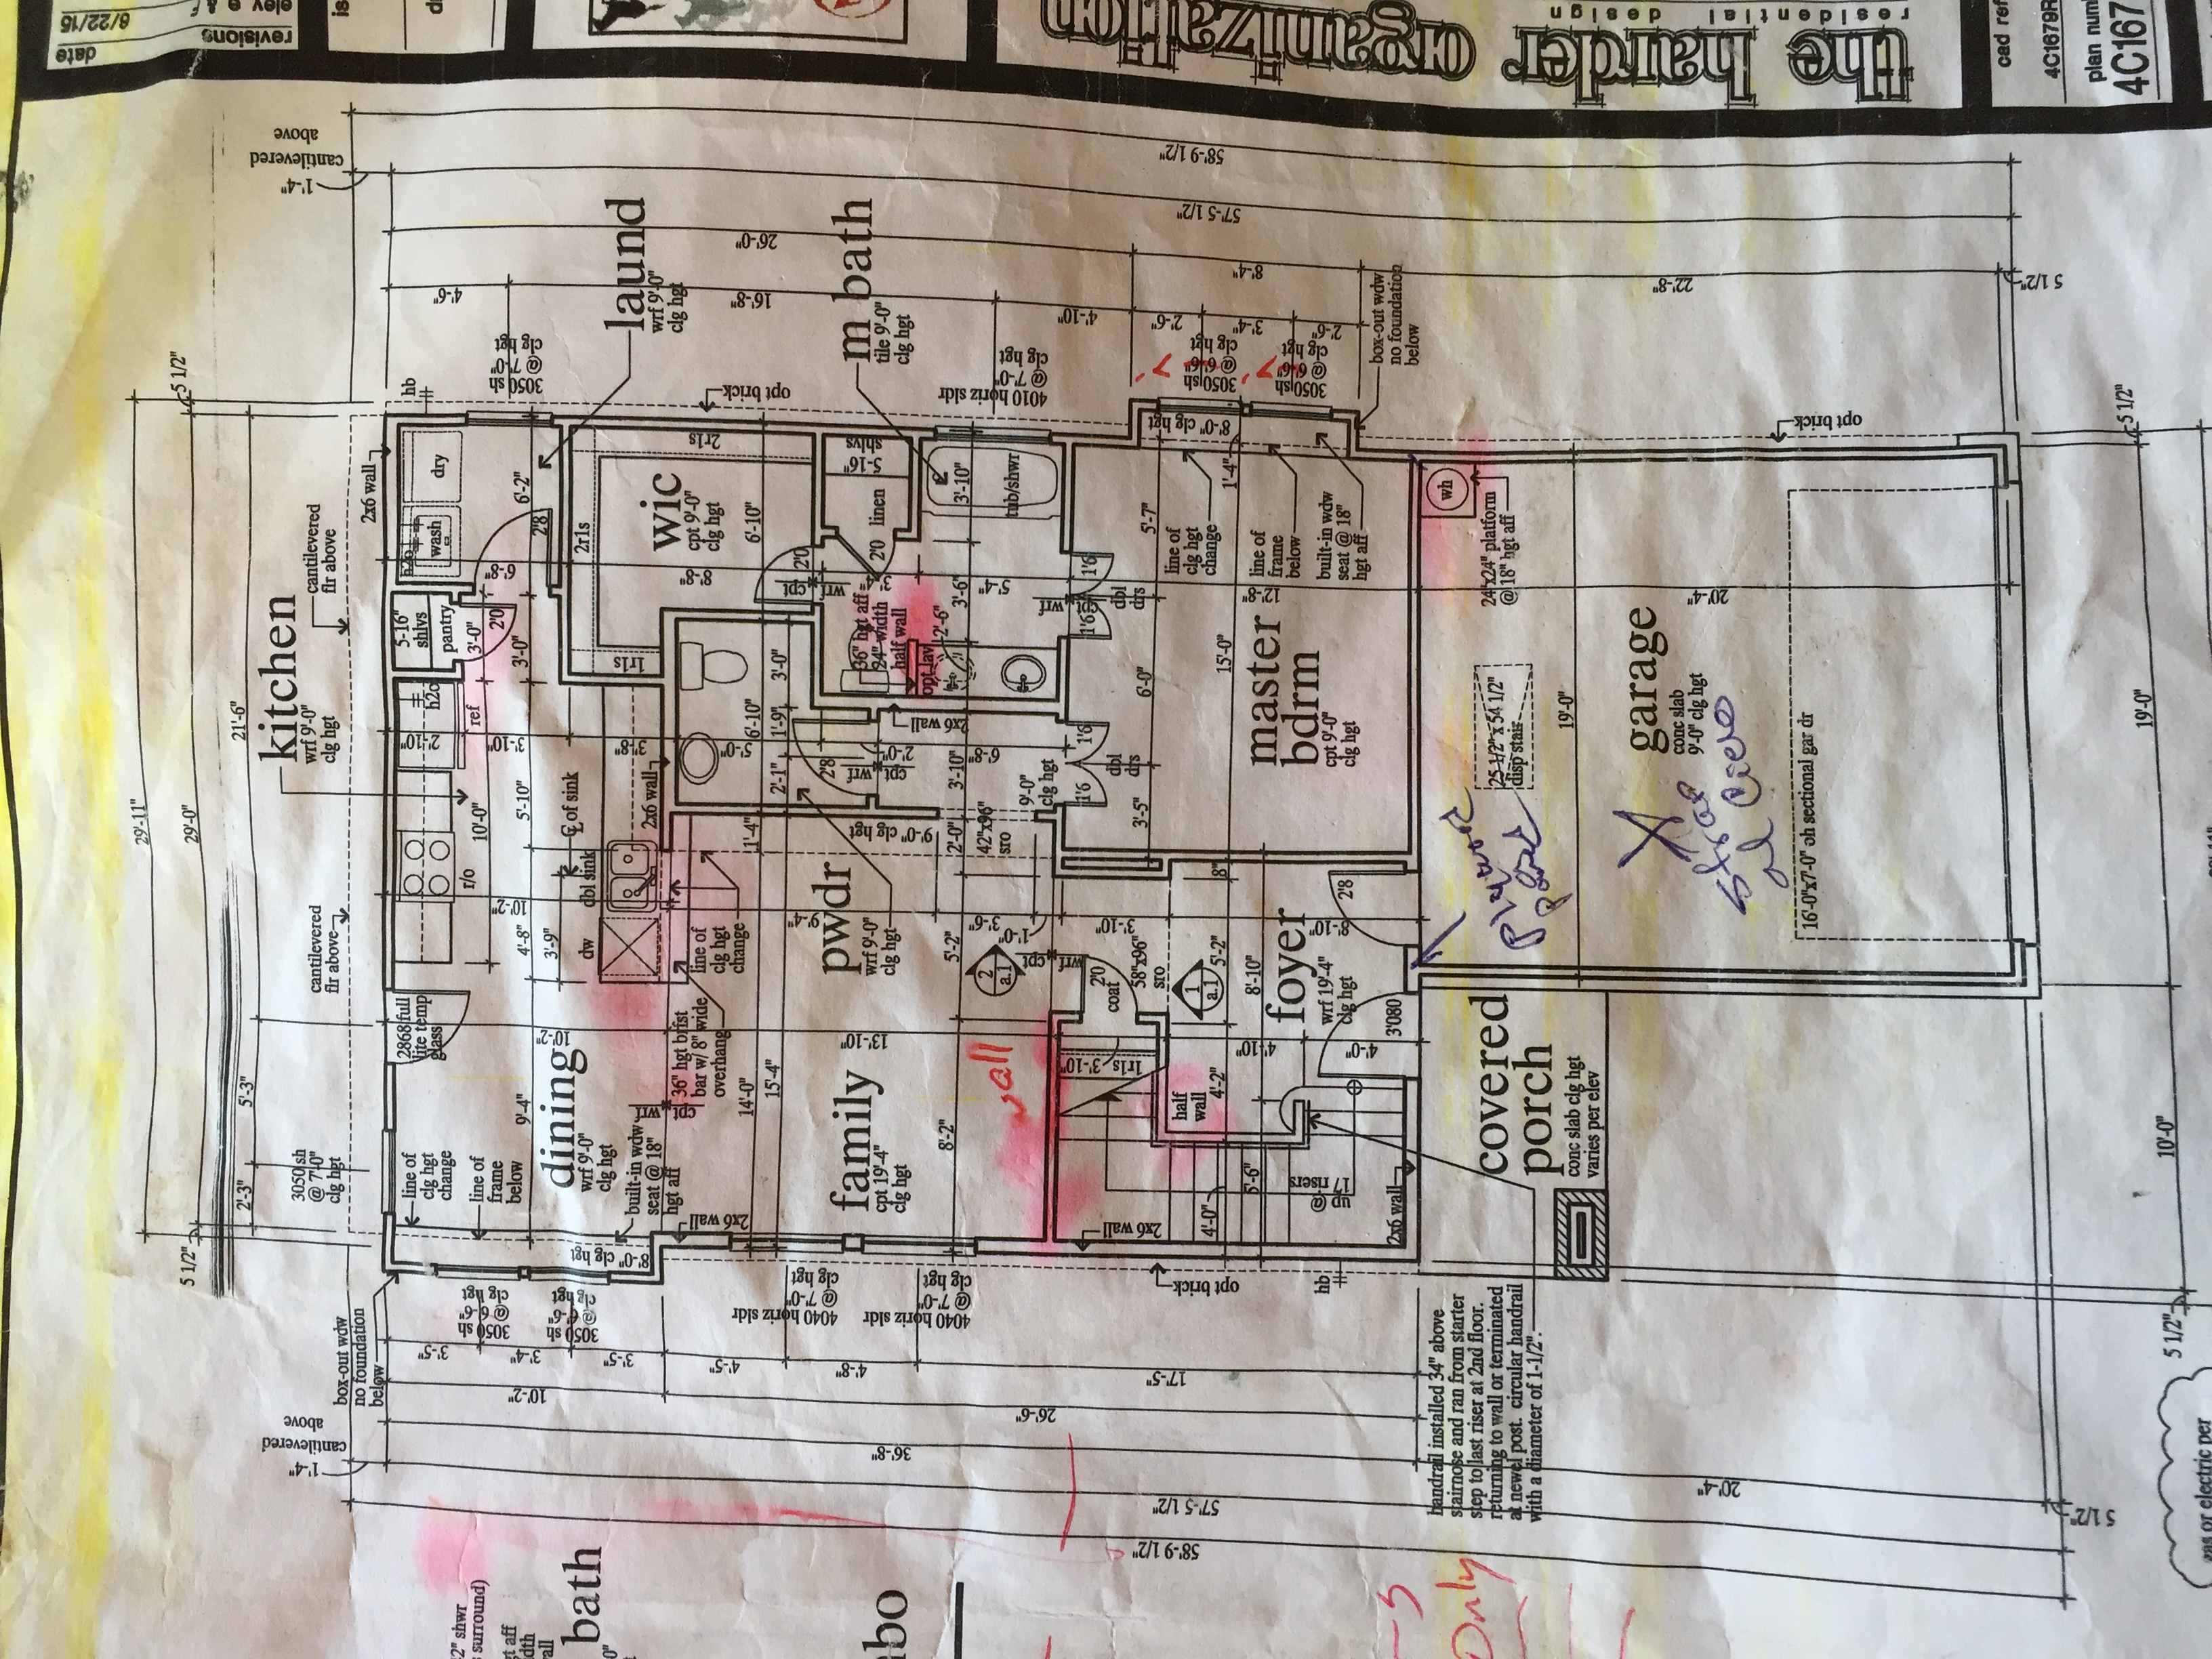 29'-11"
5 1/2"
29'-0"
5 1/2"
2'-3"
5'-3"
21'-6"
kitchen
wrf 9'-0"
clg hgt
3050 sh
@ 7'-0"
clg hgt
cantilevered
flr above
cantilevered
flr above
1'-4"
cantilevered
above
1'-4"
cantilevered
above
box-out wdw
no foundation
below
2x6 wall
line of
clg hgt
change
2868 full
lite temp
glass
r/o
2'-10"
h2o
ref
5-16"
shlvs
pantry
h2o
wash
dry
hb
line of
frame
below
10'-0"
3'-0"
2'0
6'-8"
3'-10"
10'-2"
9'-4"
4'-8"
5'-10"
3'-0"
6'-2"
2'8
3'-5"
3050 sh
@ 6'-6"
clg hgt
3'-4"
3050 sh
@ 6'-6"
clg hgt
3'-5"
10'-2"
4'-6"
3050 sh
@ 7'-0"
clg hgt
dining
wrf 9'-0"
clg hgt
10'-2"
3'-9"
dw
dbl sink
℄ of sink
3'-8"
2x6 wall
8'-0" clg hgt
built-in wdw
seat @ 18"
hgt aff
cpt
wrf
36" hgt brfst
bar w/ 8" wide
overhang
line of
clg hgt
change
2r1s
1r1s
wic
cpt 9'-0"
clg hgt
8'-8"
2r1s
laund
wrf 9'-0"
clg hgt
2x6 wall
14'-0"
1'-4"
15'-4"
5'-0"
6'-10"
6'-10"
2'-1"
1'-9"
3'-0"
opt brick
16'-8"
26'-0"
4'-5"
4040 horiz sldr
@ 7'-0"
clg hgt
4'-8"
4040 horiz sldr
@ 7'-0"
clg hgt
36'-8"
9'-4"
family
cpt 19'-4"
clg hgt
13'-10"
pwdr
wrf 9'-0"
clg hgt
2'8
9'-0" clg hgt
wrf
cpt
2'-0"
cpt
wrf
2'0
36" hgt aff
24" width
half wall
3'-4"
2'0
linen
5-16"
shlvs
m bath
tile 9'-0"
clg hgt
opt lav
2'-6"
2x6 wall
8'-2"
5'-2"
2'-0"
3'-10"
3'-6"
3'-10"
4010 horiz sldr
@ 7'-0"
clg hgt
2
a.1
3'-6"
1'-0"
42"x96"
sro
6'-8"
5'-4"
tub/shwr
9'-0"
clg hgt
cpt
wrf
26'-6"
17'-5"
2x6 wall
1r1s
3'-10"
2'0
coat
58"x96"
sro
3'-10"
1'6
1'6
dbl
drs
1'6
cpt
wrf
1'6
dbl
drs
3'-5"
6'-0"
5'-7"
4'-10"
half
wall
1
a.1
4'-0"
4'-2"
5'-2"
8"
15'-0"
1'-4"
line of
clg hgt
change
8'-0" clg hgt
3050 sh
@ 6'-6"
clg hgt
7'
2'-6"
3'-4"
8'-4"
3050 sh
@ 6'-6"
clg hgt
7'
2'-6"
5'-6"
4'-10"
8'-10"
foyer
wrf 19'-4"
clg hgt
8'-10"
master
bdrm
cpt 9'-0"
clg hgt
12'-8"
line of
frame
below
built-in wdw
seat @ 18"
hgt aff
box-out wdw
no foundation
below
opt brick
hb
up @
17 risers
4'-0"
3'080
2'8
2x6 wall
58'-9 1/2"
57'-5 1/2"
57'-5 1/2"
58'-9 1/2"
handrail installed 34" above
stairnose and ran from starter
step to last riser at 2nd floor.
returning to wall or terminated
at newel post. circular handrail
with a diameter of 1-1/2".
covered
porch
conc slab clg hgt
varies per elev
plywood
25 1/2" x 54 1/2"
disp stair
wh
24"x24" platform
@ 18" hgt aff
19'-0"
garage
conc slab
9'-0" clg hgt
X
strap
al Cielo
20'-4"
20'-4"
22'-8"
opt brick
16'-0"x7'-0" oh sectional gar dr
5 1/2"
5 1/2"
5 1/2"
10'-0"
19'-0"
5 1/2"
gas or electric per
42" shwr
surround)
bath
Only
date
6/22/15
revisions
the harder organization
residential design
cad ref
4C1679R
plan num
4C167